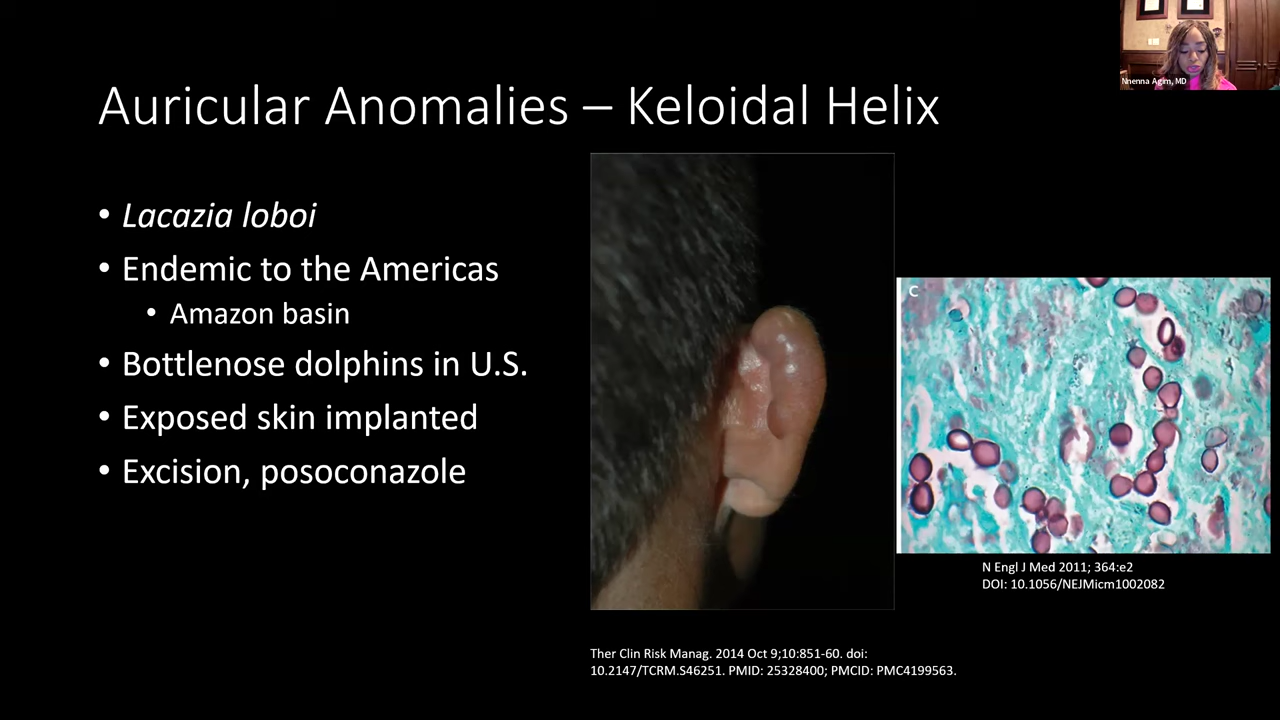 Nnenna Agim, MD
Auricular Anomalies – Keloidal Helix
• Lacazia loboi
• Endemic to the Americas
• Amazon basin
• Bottlenose dolphins in U.S.
• Exposed skin implanted
• Excision, posoconazole
C
N Engl J Med 2011; 364:e2
DOI: 10.1056/NEJMicm1002082
Ther Clin Risk Manag. 2014 Oct 9;10:851-60. doi:
10.2147/TCRM.S46251. PMID: 25328400; PMCID: PMC4199563.